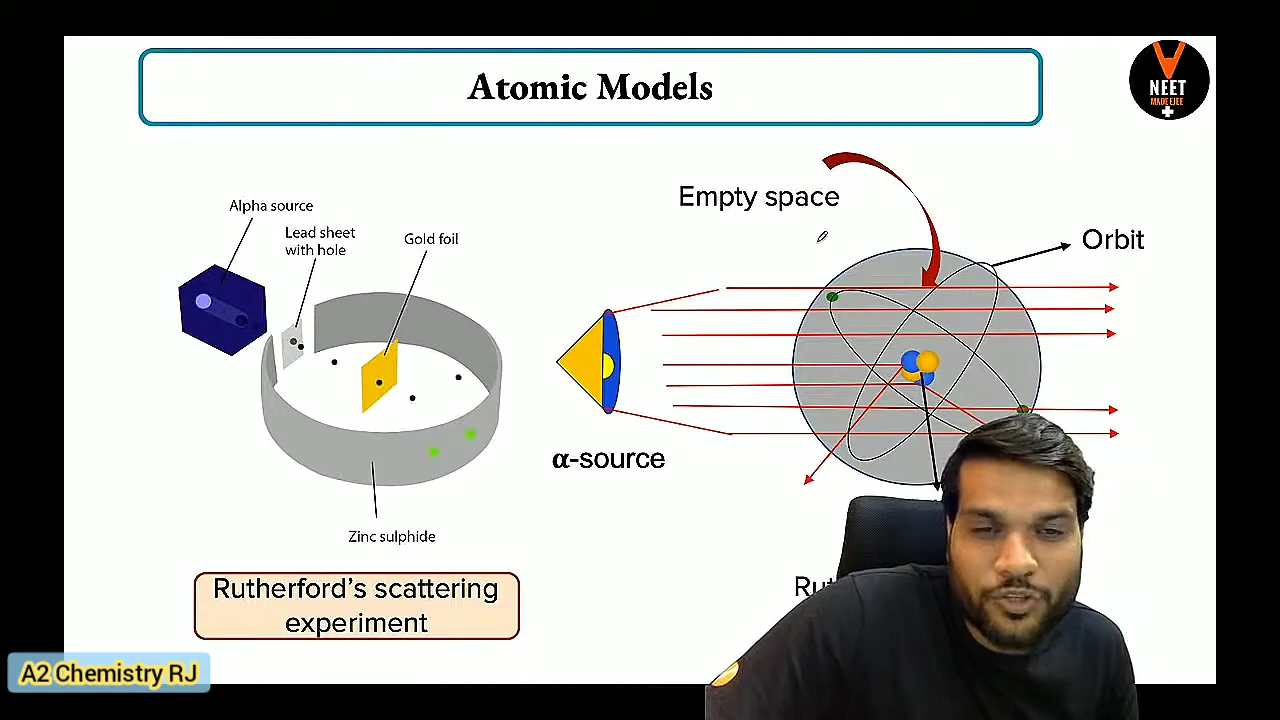 Atomic Models
NEET
MADE EJEE
Alpha source
Lead sheet
with hole
Gold foil
Empty space
Orbit
α-source
Zinc sulphide
Rutherford's scattering
experiment
A2 Chemistry RJ